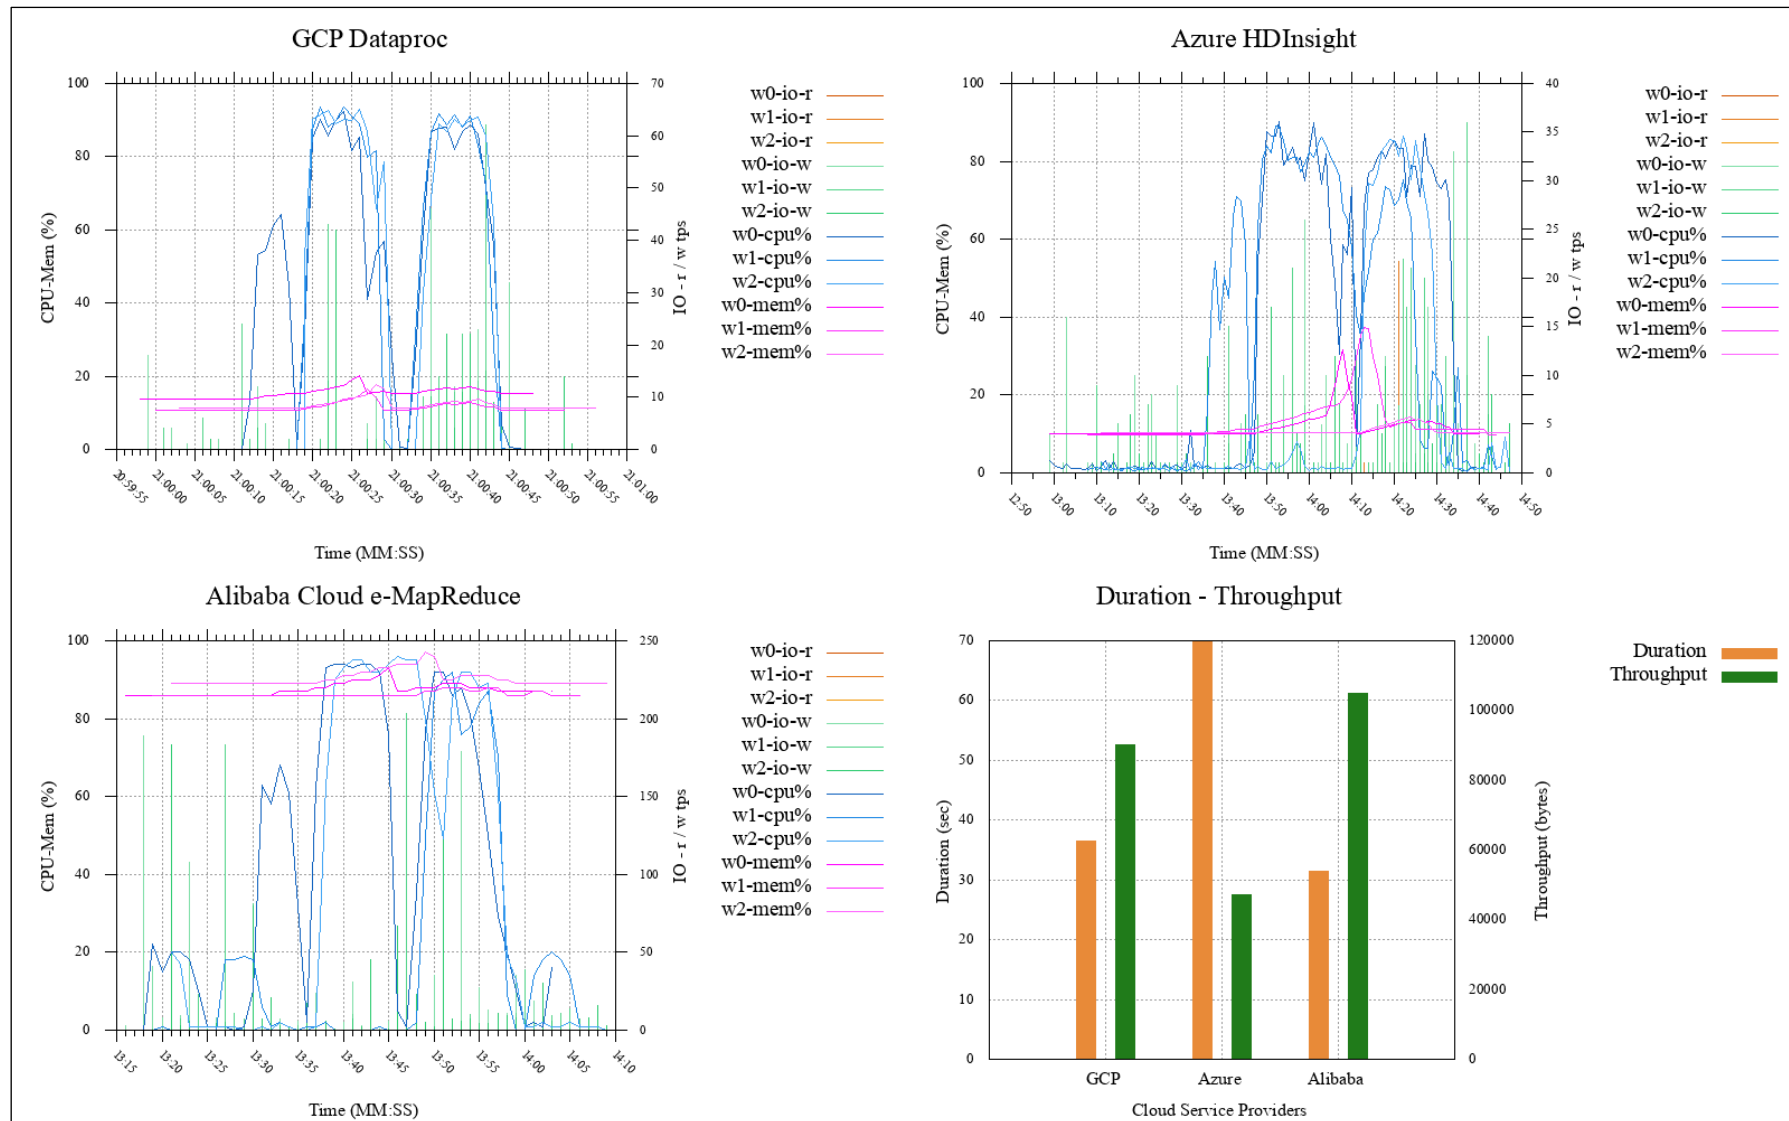 GCP Dataproc
100
80
60
40
20
0
CPU-Mem (%)
70
60
50
40
30
20
10
0
IO - r / w tps
20:59:55
21:00:00
21:00:05
21:00:10
21:00:15
21:00:20
21:00:25
21:00:30
21:00:35
21:00:40
21:00:45
21:00:50
21:00:55
21:01:00
Time (MM:SS)
w0-io-r
w1-io-r
w2-io-r
w0-io-w
w1-io-w
w2-io-w
w0-cpu%
w1-cpu%
w2-cpu%
w0-mem%
w1-mem%
w2-mem%
Azure HDInsight
100
80
60
40
20
0
CPU-Mem (%)
40
35
30
25
20
15
10
5
0
IO - r / w tps
12:50
13:00
13:10
13:20
13:30
13:40
13:50
14:00
14:10
14:20
14:30
14:40
14:50
Time (MM:SS)
w0-io-r
w1-io-r
w2-io-r
w0-io-w
w1-io-w
w2-io-w
w0-cpu%
w1-cpu%
w2-cpu%
w0-mem%
w1-mem%
w2-mem%
Alibaba Cloud e-MapReduce
100
80
60
40
20
0
CPU-Mem (%)
250
200
150
100
50
0
IO - r / w tps
13:15
13:20
13:25
13:30
13:35
13:40
13:45
13:50
13:55
14:00
14:05
14:10
Time (MM:SS)
w0-io-r
w1-io-r
w2-io-r
w0-io-w
w1-io-w
w2-io-w
w0-cpu%
w1-cpu%
w2-cpu%
w0-mem%
w1-mem%
w2-mem%
Duration - Throughput
70
60
50
40
30
20
10
0
Duration (sec)
120000
100000
80000
60000
40000
20000
0
Throughput (bytes)
GCP
Azure
Alibaba
Cloud Service Providers
Duration
Throughput